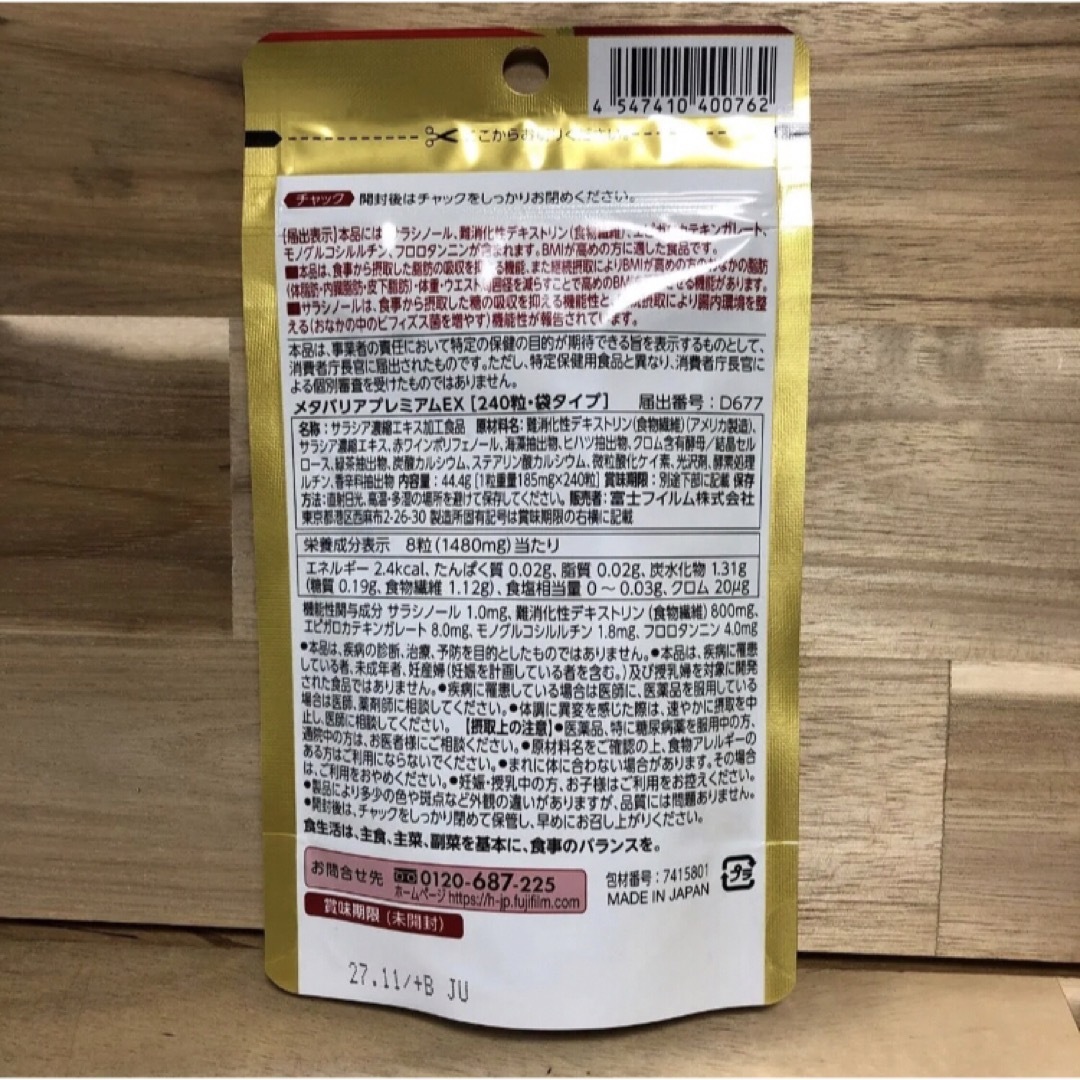 4 547410 400762
ここからお切りください。
チャック 開封後はチャックをしっかりお閉めください。
【届出表示】本品には、サラシノール、難消化性デキストリン(食物繊維)、エピガロカテキンガレート、
モノグルコシルルチン、フロロタンニンが含まれます。BMIが高めの方に適した食品です。
■本品は、食事から摂取した脂肪の吸収を抑える機能、また継続摂取によりBMIが高めの方のおなかの脂肪
(体脂肪・内臓脂肪・皮下脂肪)・体重・ウエスト周囲径を減らすことで高めのBMIを させる機能があります。
■サラシノールは、食事から摂取した糖の吸収を抑える機能性と、継続摂取により腸内環境を整
える(おなかの中のビフィズス菌を増やす)機能性が報告されています。
本品は、事業者の責任において特定の保健の目的が期待できる旨を表示するものとして、
消費者庁長官に届出されたものです。ただし、特定保健用食品と異なり、消費者庁長官に
よる個別審査を受けたものではありません。
メタバリアプレミアムEX [240粒・袋タイプ] 届出番号:D677
名称:サラシア濃縮エキス加工食品 原材料名:難消化性デキストリン(食物繊維)(アメリカ製造)、
サラシア濃縮エキス、赤ワインポリフェノール、海藻抽出物、ヒハツ抽出物、クロム含有酵母/結晶セル
ロース、緑茶抽出物、炭酸カルシウム、ステアリン酸カルシウム、微粒酸化ケイ素、光沢剤、酵素処理
ルチン、香辛料抽出物 内容量:44.4g[1粒重量185mg×240粒] 賞味期限:別途下部に記載 保存
方法:直射日光、高温・多湿の場所を避けて保存してください。 販売者:富士フイルム株式会社
東京都港区西麻布2-26-30 製造所固有記号は賞味期限の右横に記載
栄養成分表示 8粒(1480mg)当たり
エネルギー 2.4kcal、たんぱく質 0.02g、脂質 0.02g、炭水化物 1.31g
(糖質 0.19g、食物繊維 1.12g)、食塩相当量 0〜0.03g、クロム 20μg
機能性関与成分 サラシノール 1.0mg、難消化性デキストリン(食物繊維) 800mg、
エピガロカテキンガレート 8.0mg、モノグルコシルルチン 1.8mg、フロロタンニン 4.0mg
●本品は、疾病の診断、治療、予防を目的としたものではありません。●本品は、疾病に罹患
している者、未成年者、妊産婦(妊娠を計画している者を含む。)及び授乳婦を対象に開発
された食品ではありません。●疾病に罹患している場合は医師に、医薬品を服用している
場合は医師、薬剤師に相談してください。●体調に異変を感じた際は、速やかに摂取を中
止し、医師に相談してください。【摂取上の注意】●医薬品、特に糖尿病薬を服用中の方、
通院中の方は、お医者様にご相談ください。●原材料名をご確認の上、食物アレルギーの
ある方はご利用にならないでください。●まれに体に合わない場合があります。その場合
は、ご利用をおやめください。●妊娠・授乳中の方、お子様はご利用をお控えください。
●製品により多少の色や斑点など外観の違いがありますが、品質には問題ありません。
●開封後は、チャックをしっかり閉めて保管し、早めにお召し上がりください。
食生活は、主食、主菜、副菜を基本に、食事のバランスを。
お問合せ先 0120-687-225
ホームページ https://h-jp.fujifilm.com
包材番号:7415801
MADE IN JAPAN
プラ
賞味期限(未開封)
27.11/+B JU